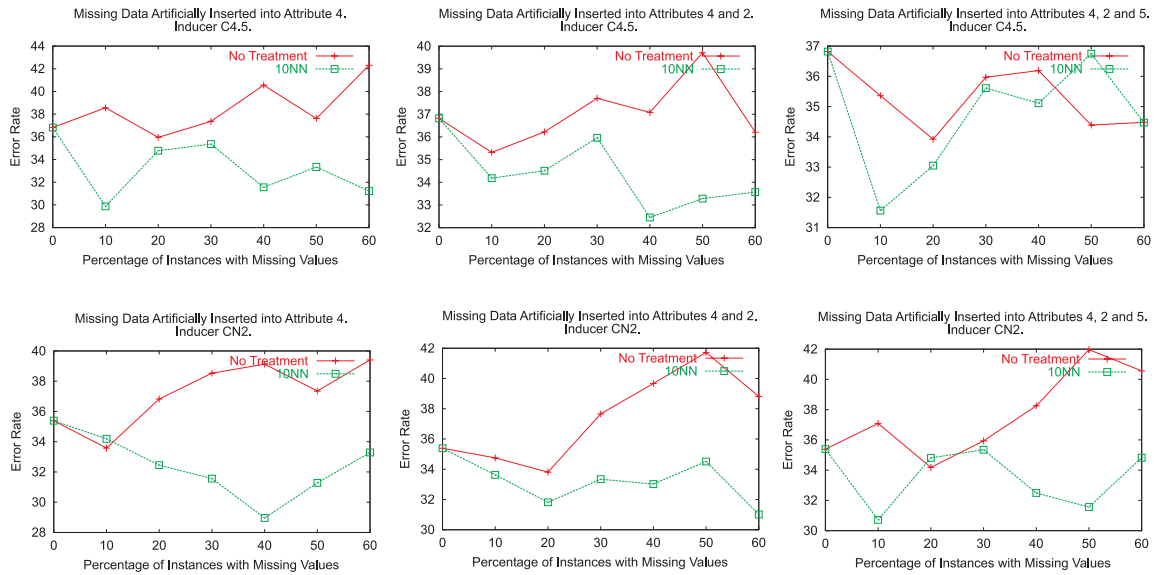 Missing Data Artificially Inserted into Attribute 4.
Inducer C4.5.
No Treatment
10NN
Error Rate
44
42
40
38
36
34
32
30
28
0 10 20 30 40 50 60
Percentage of Instances with Missing Values
Missing Data Artificially Inserted into Attributes 4 and 2.
Inducer C4.5.
No Treatment
10NN
Error Rate
40
39
38
37
36
35
34
33
32
0 10 20 30 40 50 60
Percentage of Instances with Missing Values
Missing Data Artificially Inserted into Attributes 4, 2 and 5.
Inducer C4.5.
No Treatment
10NN
Error Rate
37
36
35
34
33
32
31
0 10 20 30 40 50 60
Percentage of Instances with Missing Values
Missing Data Artificially Inserted into Attribute 4.
Inducer CN2.
No Treatment
10NN
Error Rate
40
38
36
34
32
30
28
0 10 20 30 40 50 60
Percentage of Instances with Missing Values
Missing Data Artificially Inserted into Attributes 4 and 2.
Inducer CN2.
No Treatment
10NN
Error Rate
42
40
38
36
34
32
30
0 10 20 30 40 50 60
Percentage of Instances with Missing Values
Missing Data Artificially Inserted into Attributes 4, 2 and 5.
Inducer CN2.
No Treatment
10NN
Error Rate
42
40
38
36
34
32
30
0 10 20 30 40 50 60
Percentage of Instances with Missing Values